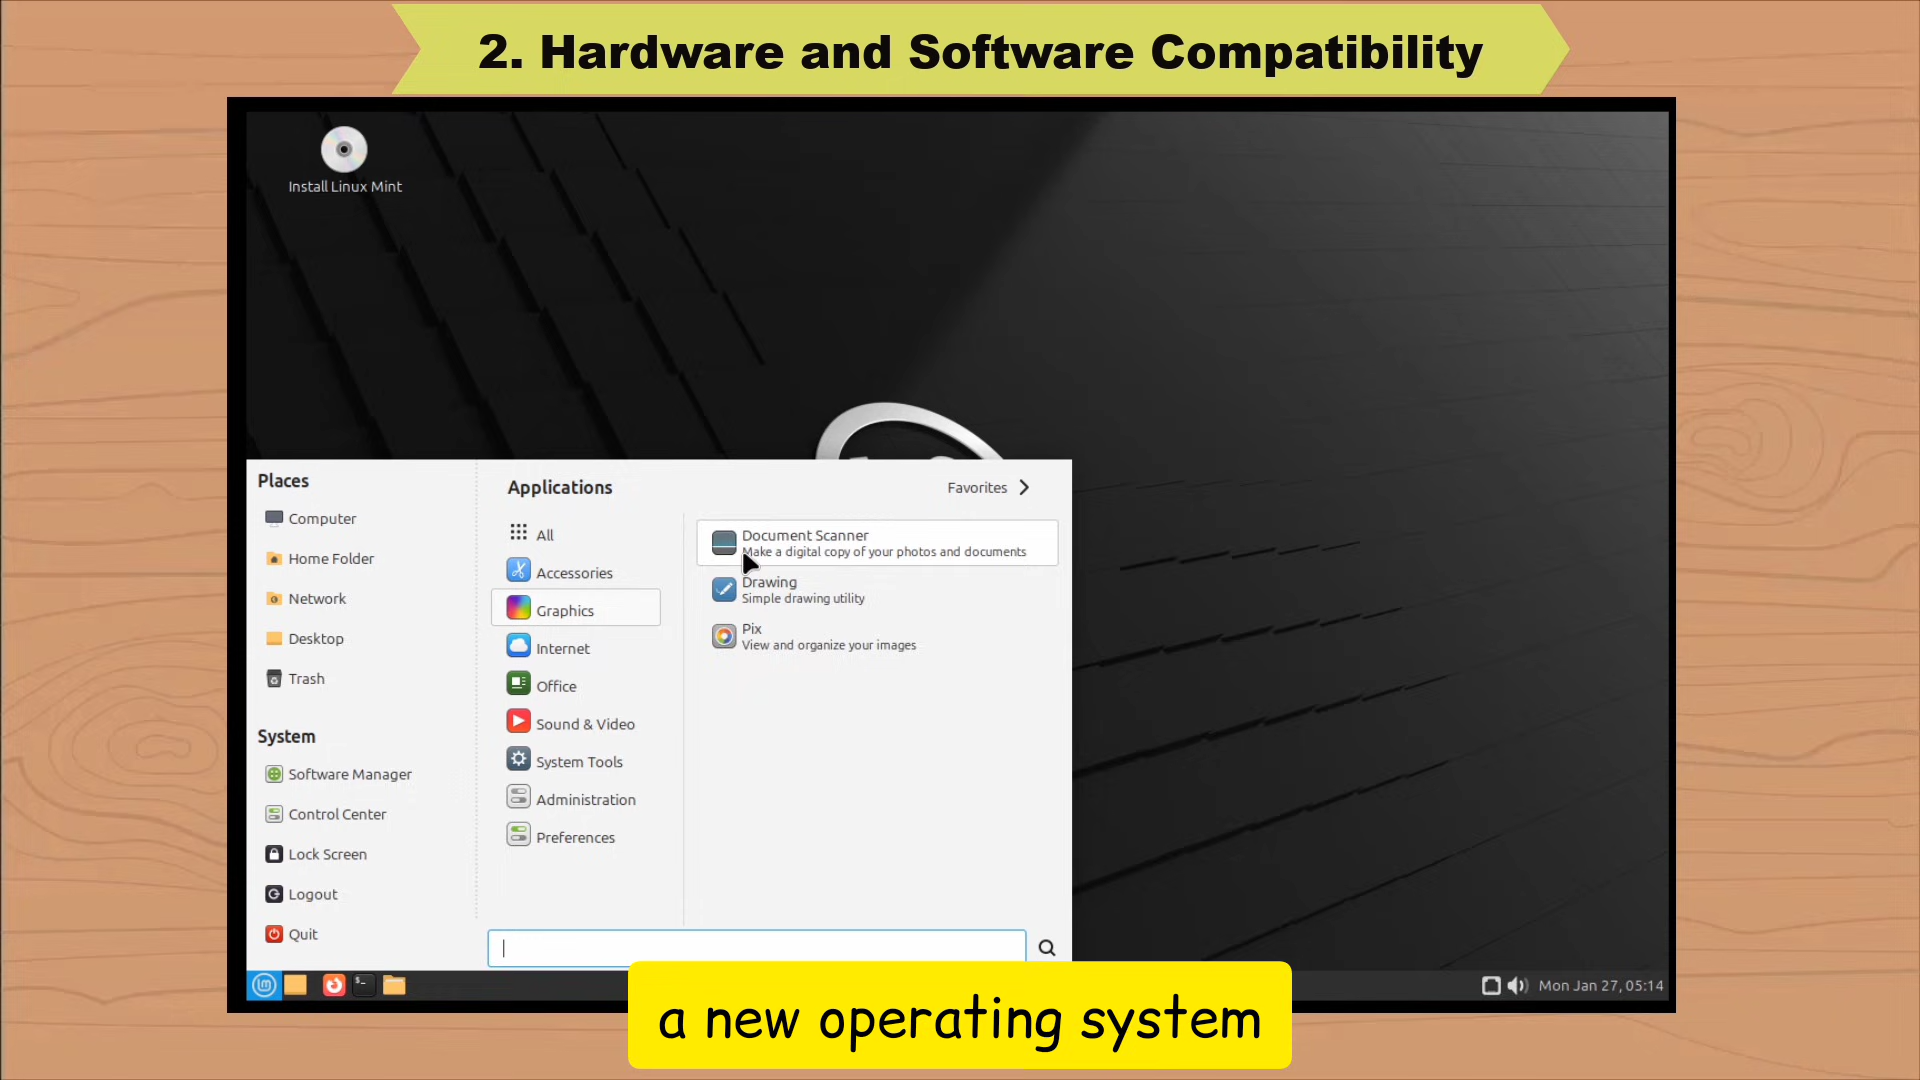 2. Hardware and Software Compatibility
Install Linux Mint
Places
Computer
Home Folder
Network
Desktop
Trash
System
Software Manager
Control Center
Lock Screen
Logout
Quit
Applications
Favorites
All
Accessories
Graphics
Internet
Office
Sound & Video
System Tools
Administration
Preferences
Document Scanner
Make a digital copy of your photos and documents
Drawing
Simple drawing utility
Pix
View and organize your images
Mon Jan 27, 05:14
a new operating system